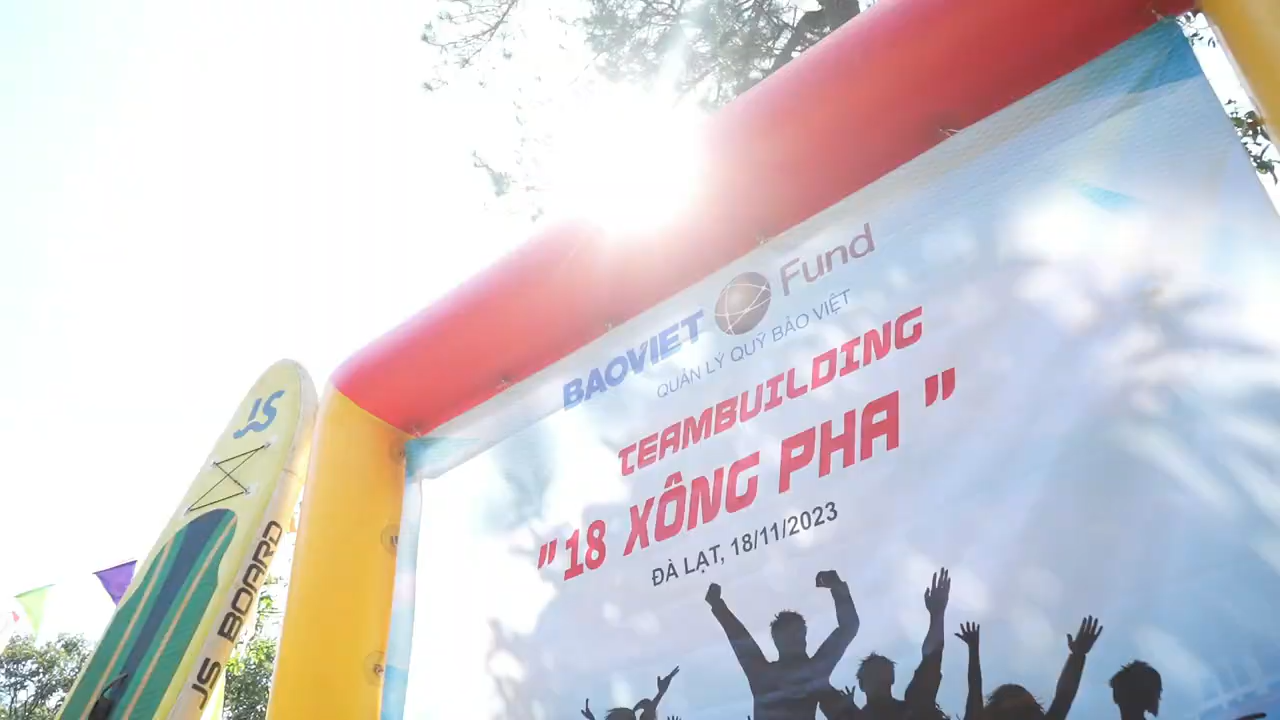 BAOVIET Fund
QUẢN LÝ QUỸ BẢO VIỆT
TEAMBUILDING
"18 XÔNG PHA"
ĐÀ LẠT, 18/11/2023
JS
JS BOARD